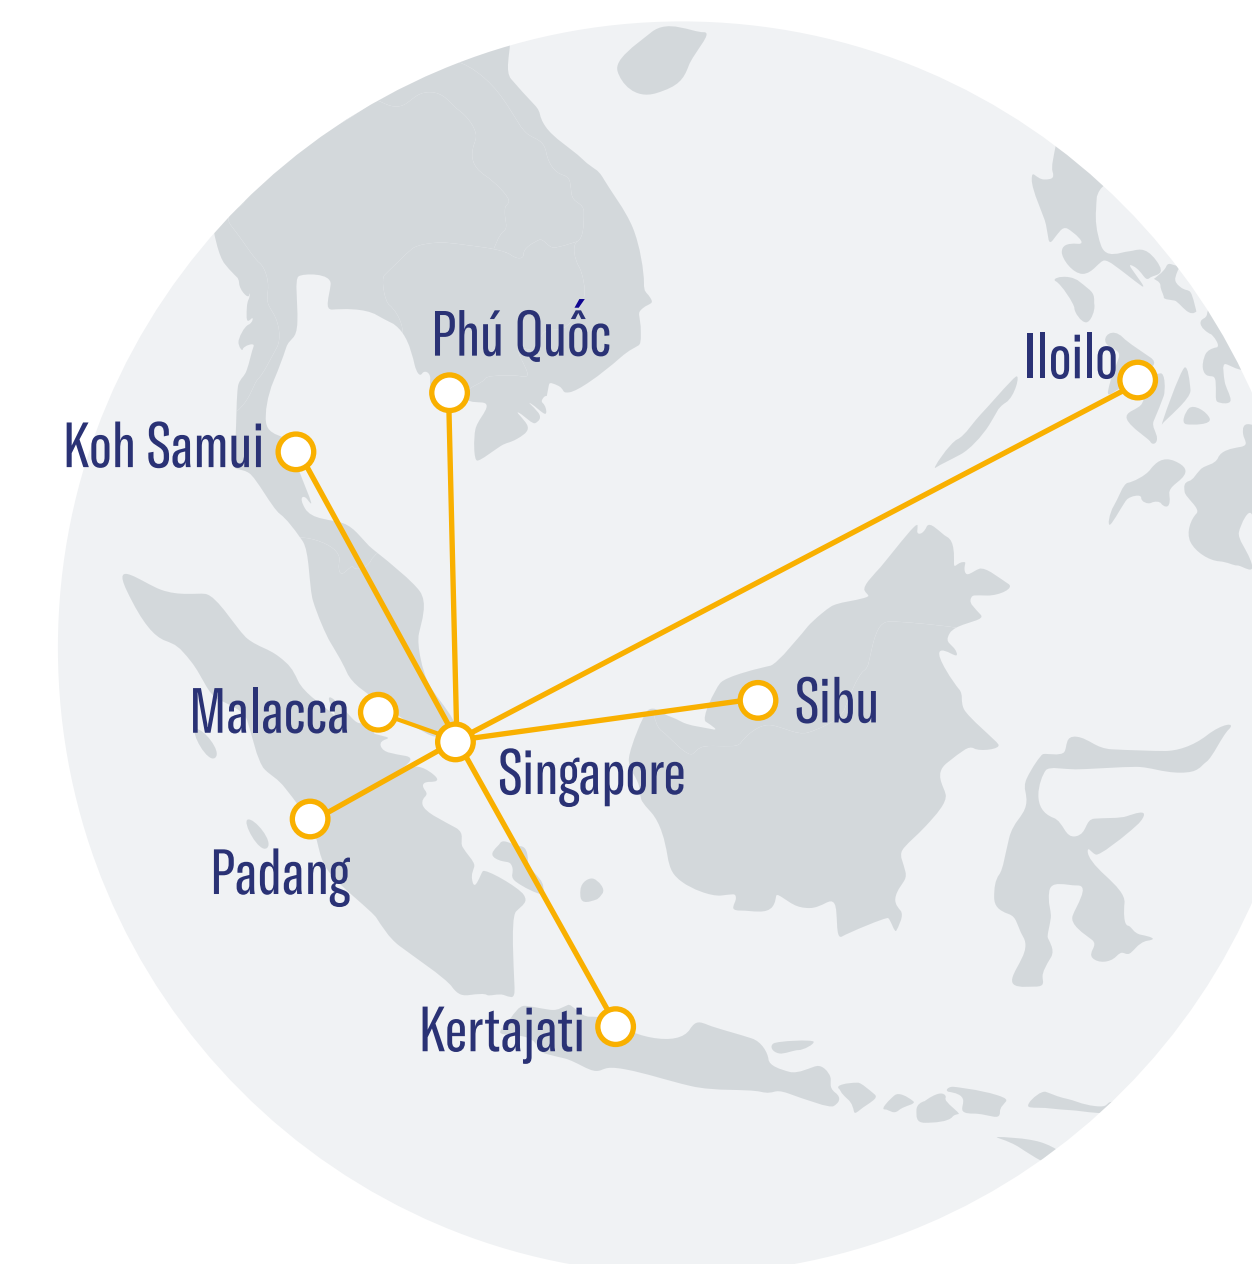 Phú Quốc
Iloilo
Koh Samui
Malacca
Sibu
Singapore
Padang
Kertajati